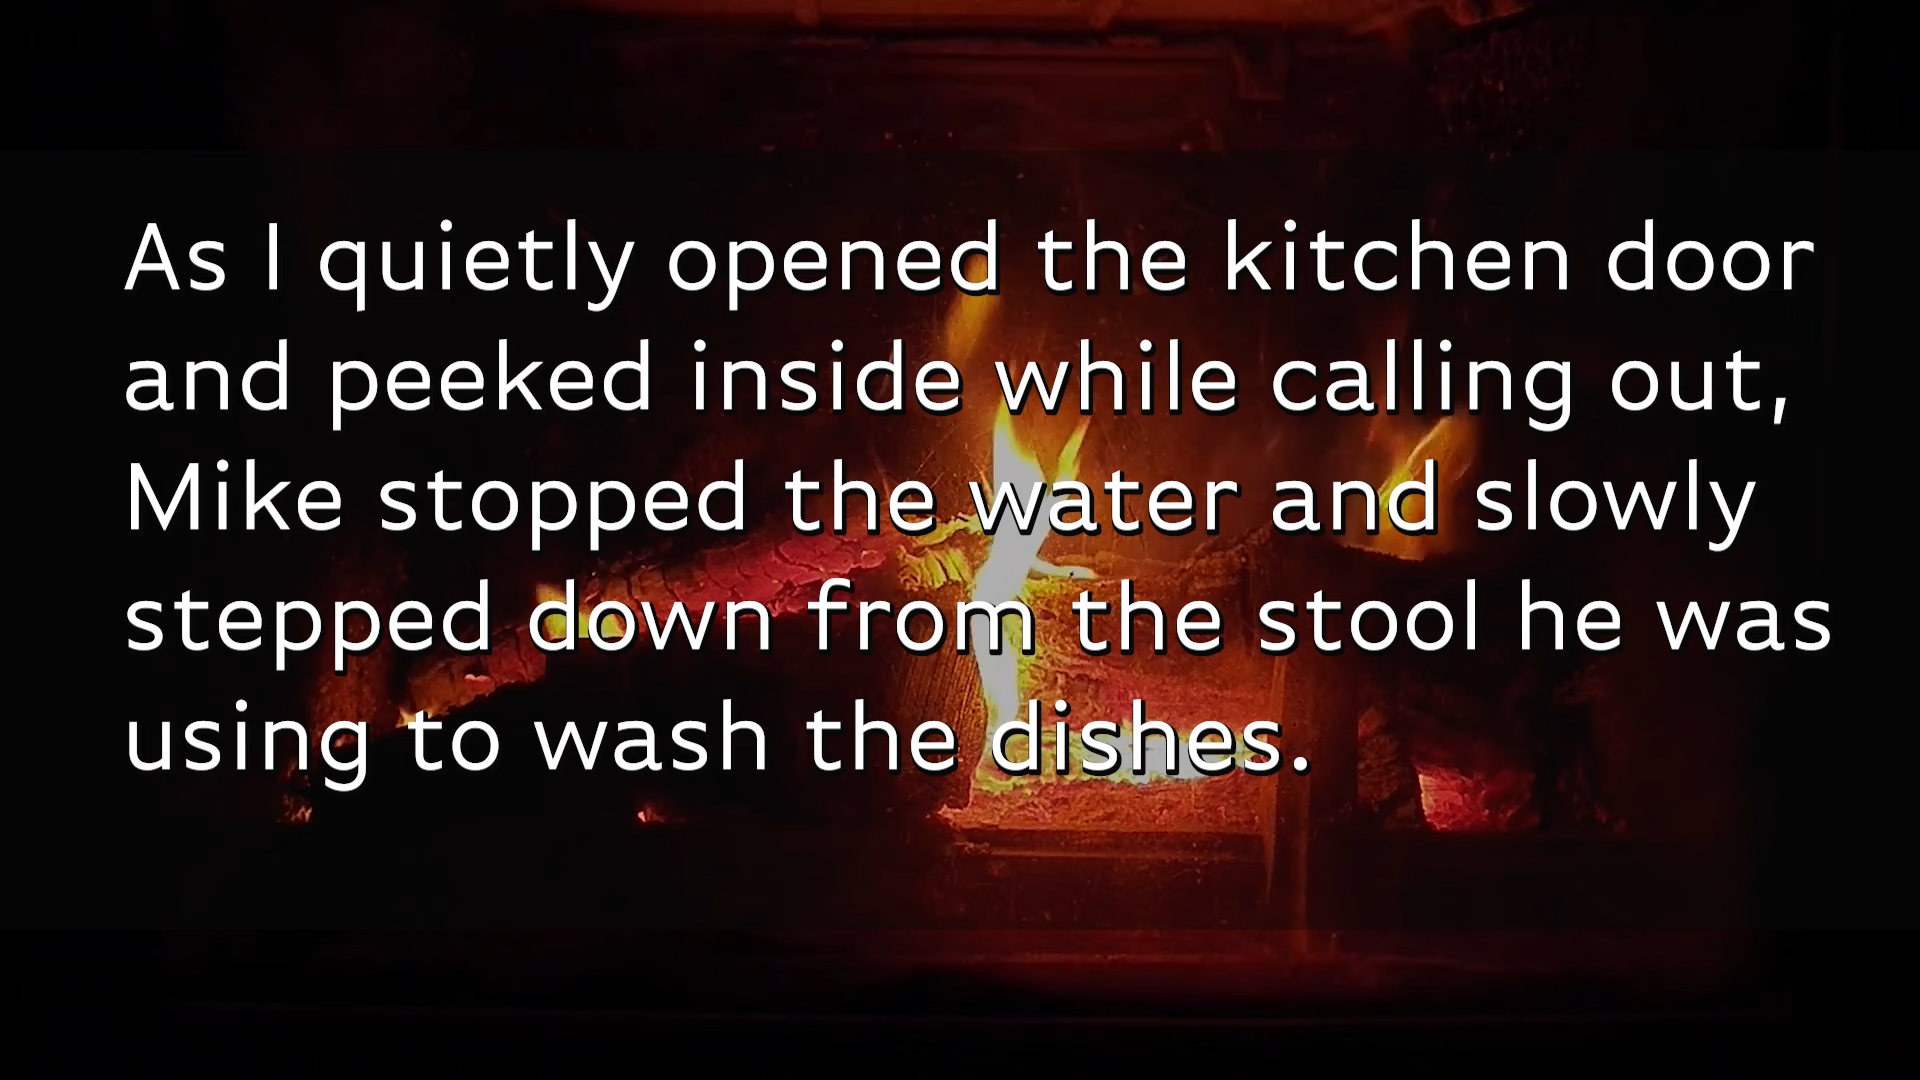 As I quietly opened the kitchen door
and peeked inside while calling out,
Mike stopped the water and slowly
stepped down from the stool he was
using to wash the dishes.